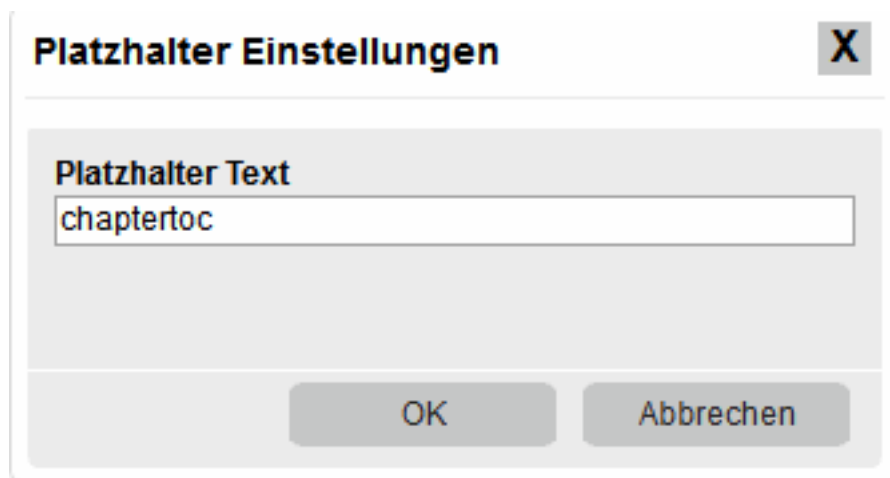 Platzhalter Einstellungen X
Platzhalter Text
chaptertoc
OK Abbrechen